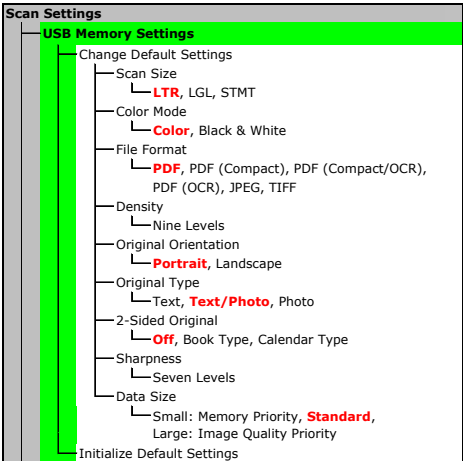 Scan Settings
USB Memory Settings
Change Default Settings
Scan Size
LTR, LGL, STMT
Color Mode
Color, Black & White
File Format
PDF, PDF (Compact), PDF (Compact/OCR),
PDF (OCR), JPEG, TIFF
Density
Nine Levels
Original Orientation
Portrait, Landscape
Original Type
Text, Text/Photo, Photo
2-Sided Original
Off, Book Type, Calendar Type
Sharpness
Seven Levels
Data Size
Small: Memory Priority, Standard,
Large: Image Quality Priority
Initialize Default Settings